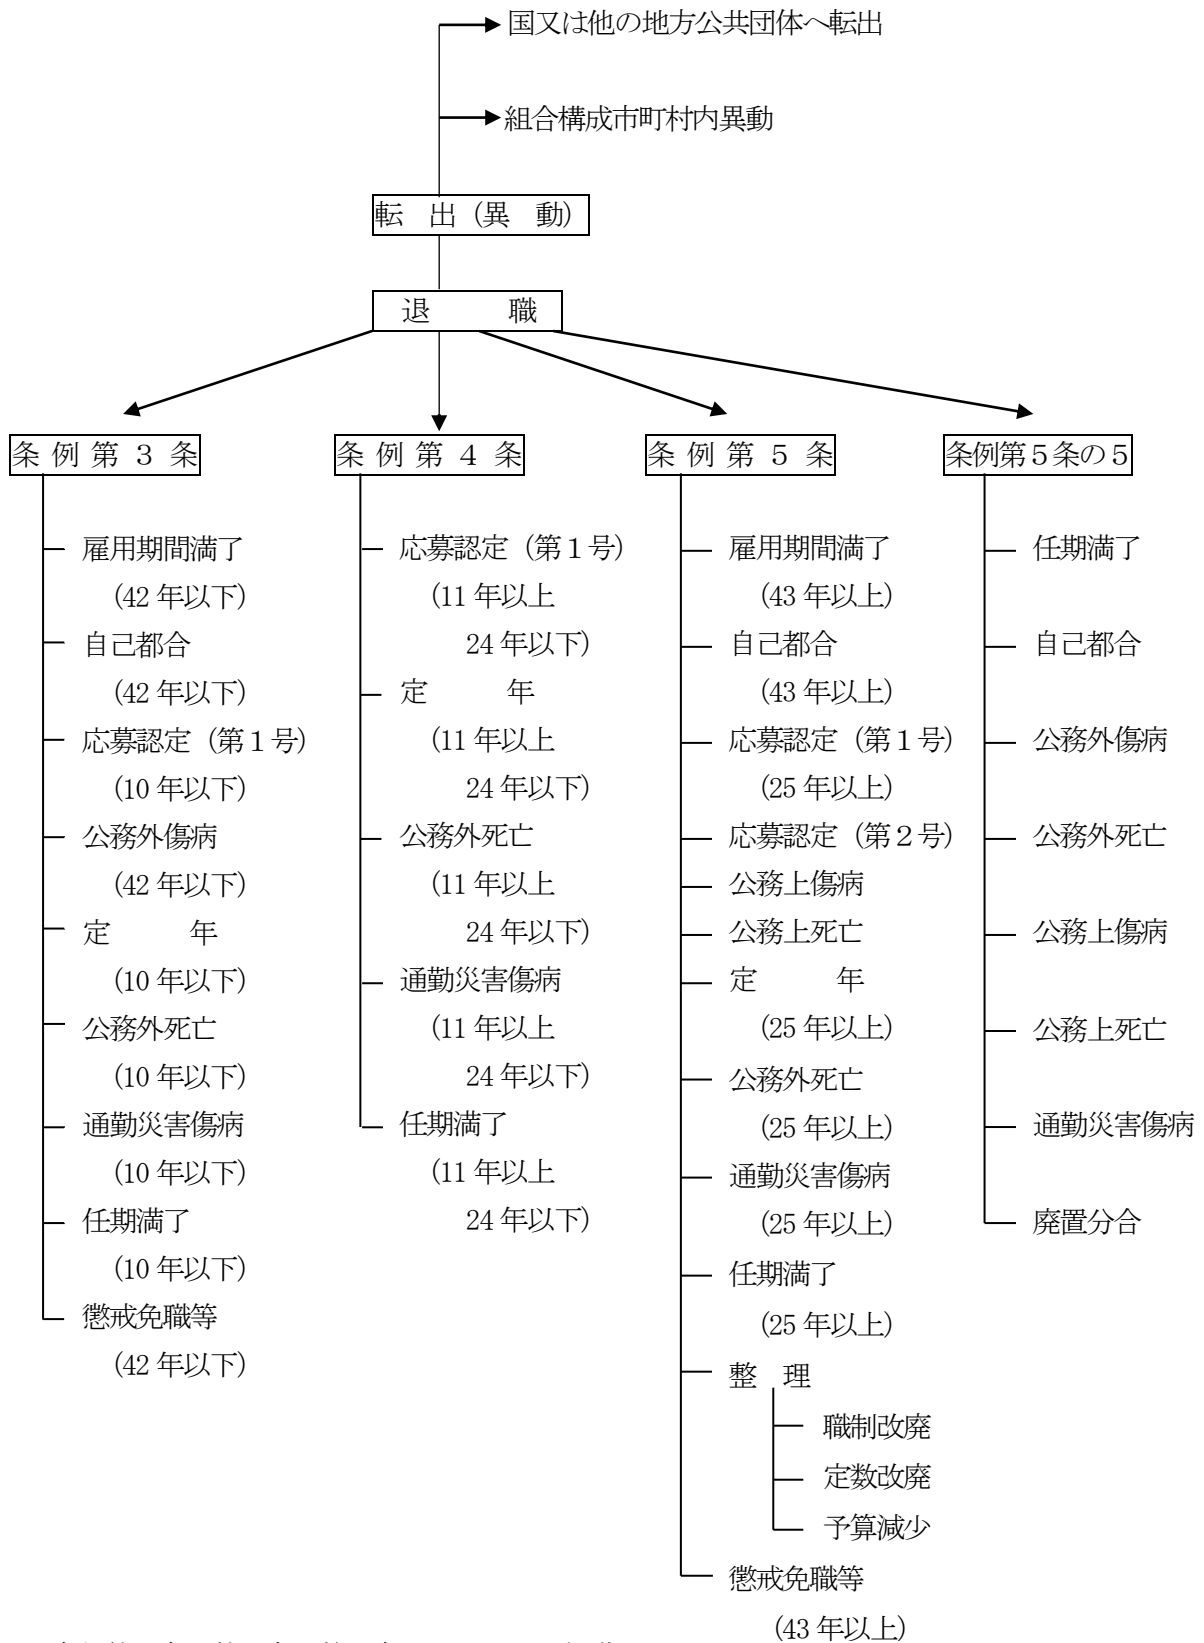 国又は他の地方公共団体へ転出
組合構成市町村内異動
転 出（異 動）
退 職
条例第３条
雇用期間満了
（42 年以下）
自己都合
（42 年以下）
応募認定（第１号）
（10 年以下）
公務外傷病
（42 年以下）
定 年
（10 年以下）
公務外死亡
（10 年以下）
通勤災害傷病
（10 年以下）
任期満了
（10 年以下）
懲戒免職等
（42 年以下）
条例第４条
応募認定（第１号）
（11 年以上
24 年以下）
定 年
（11 年以上
24 年以下）
公務外死亡
（11 年以上
24 年以下）
通勤災害傷病
（11 年以上
24 年以下）
任期満了
（11 年以上
24 年以下）
条例第５条
雇用期間満了
（43 年以上）
自己都合
（43 年以上）
応募認定（第１号）
（25 年以上）
応募認定（第２号）
公務上傷病
公務上死亡
定 年
（25 年以上）
公務外死亡
（25 年以上）
通勤災害傷病
（25 年以上）
任期満了
（25 年以上）
整 理
職制改廃
定数改廃
予算減少
懲戒免職等
（43 年以上）
条例第５条の５
任期満了
自己都合
公務外傷病
公務外死亡
公務上傷病
公務上死亡
通勤災害傷病
廃置分合